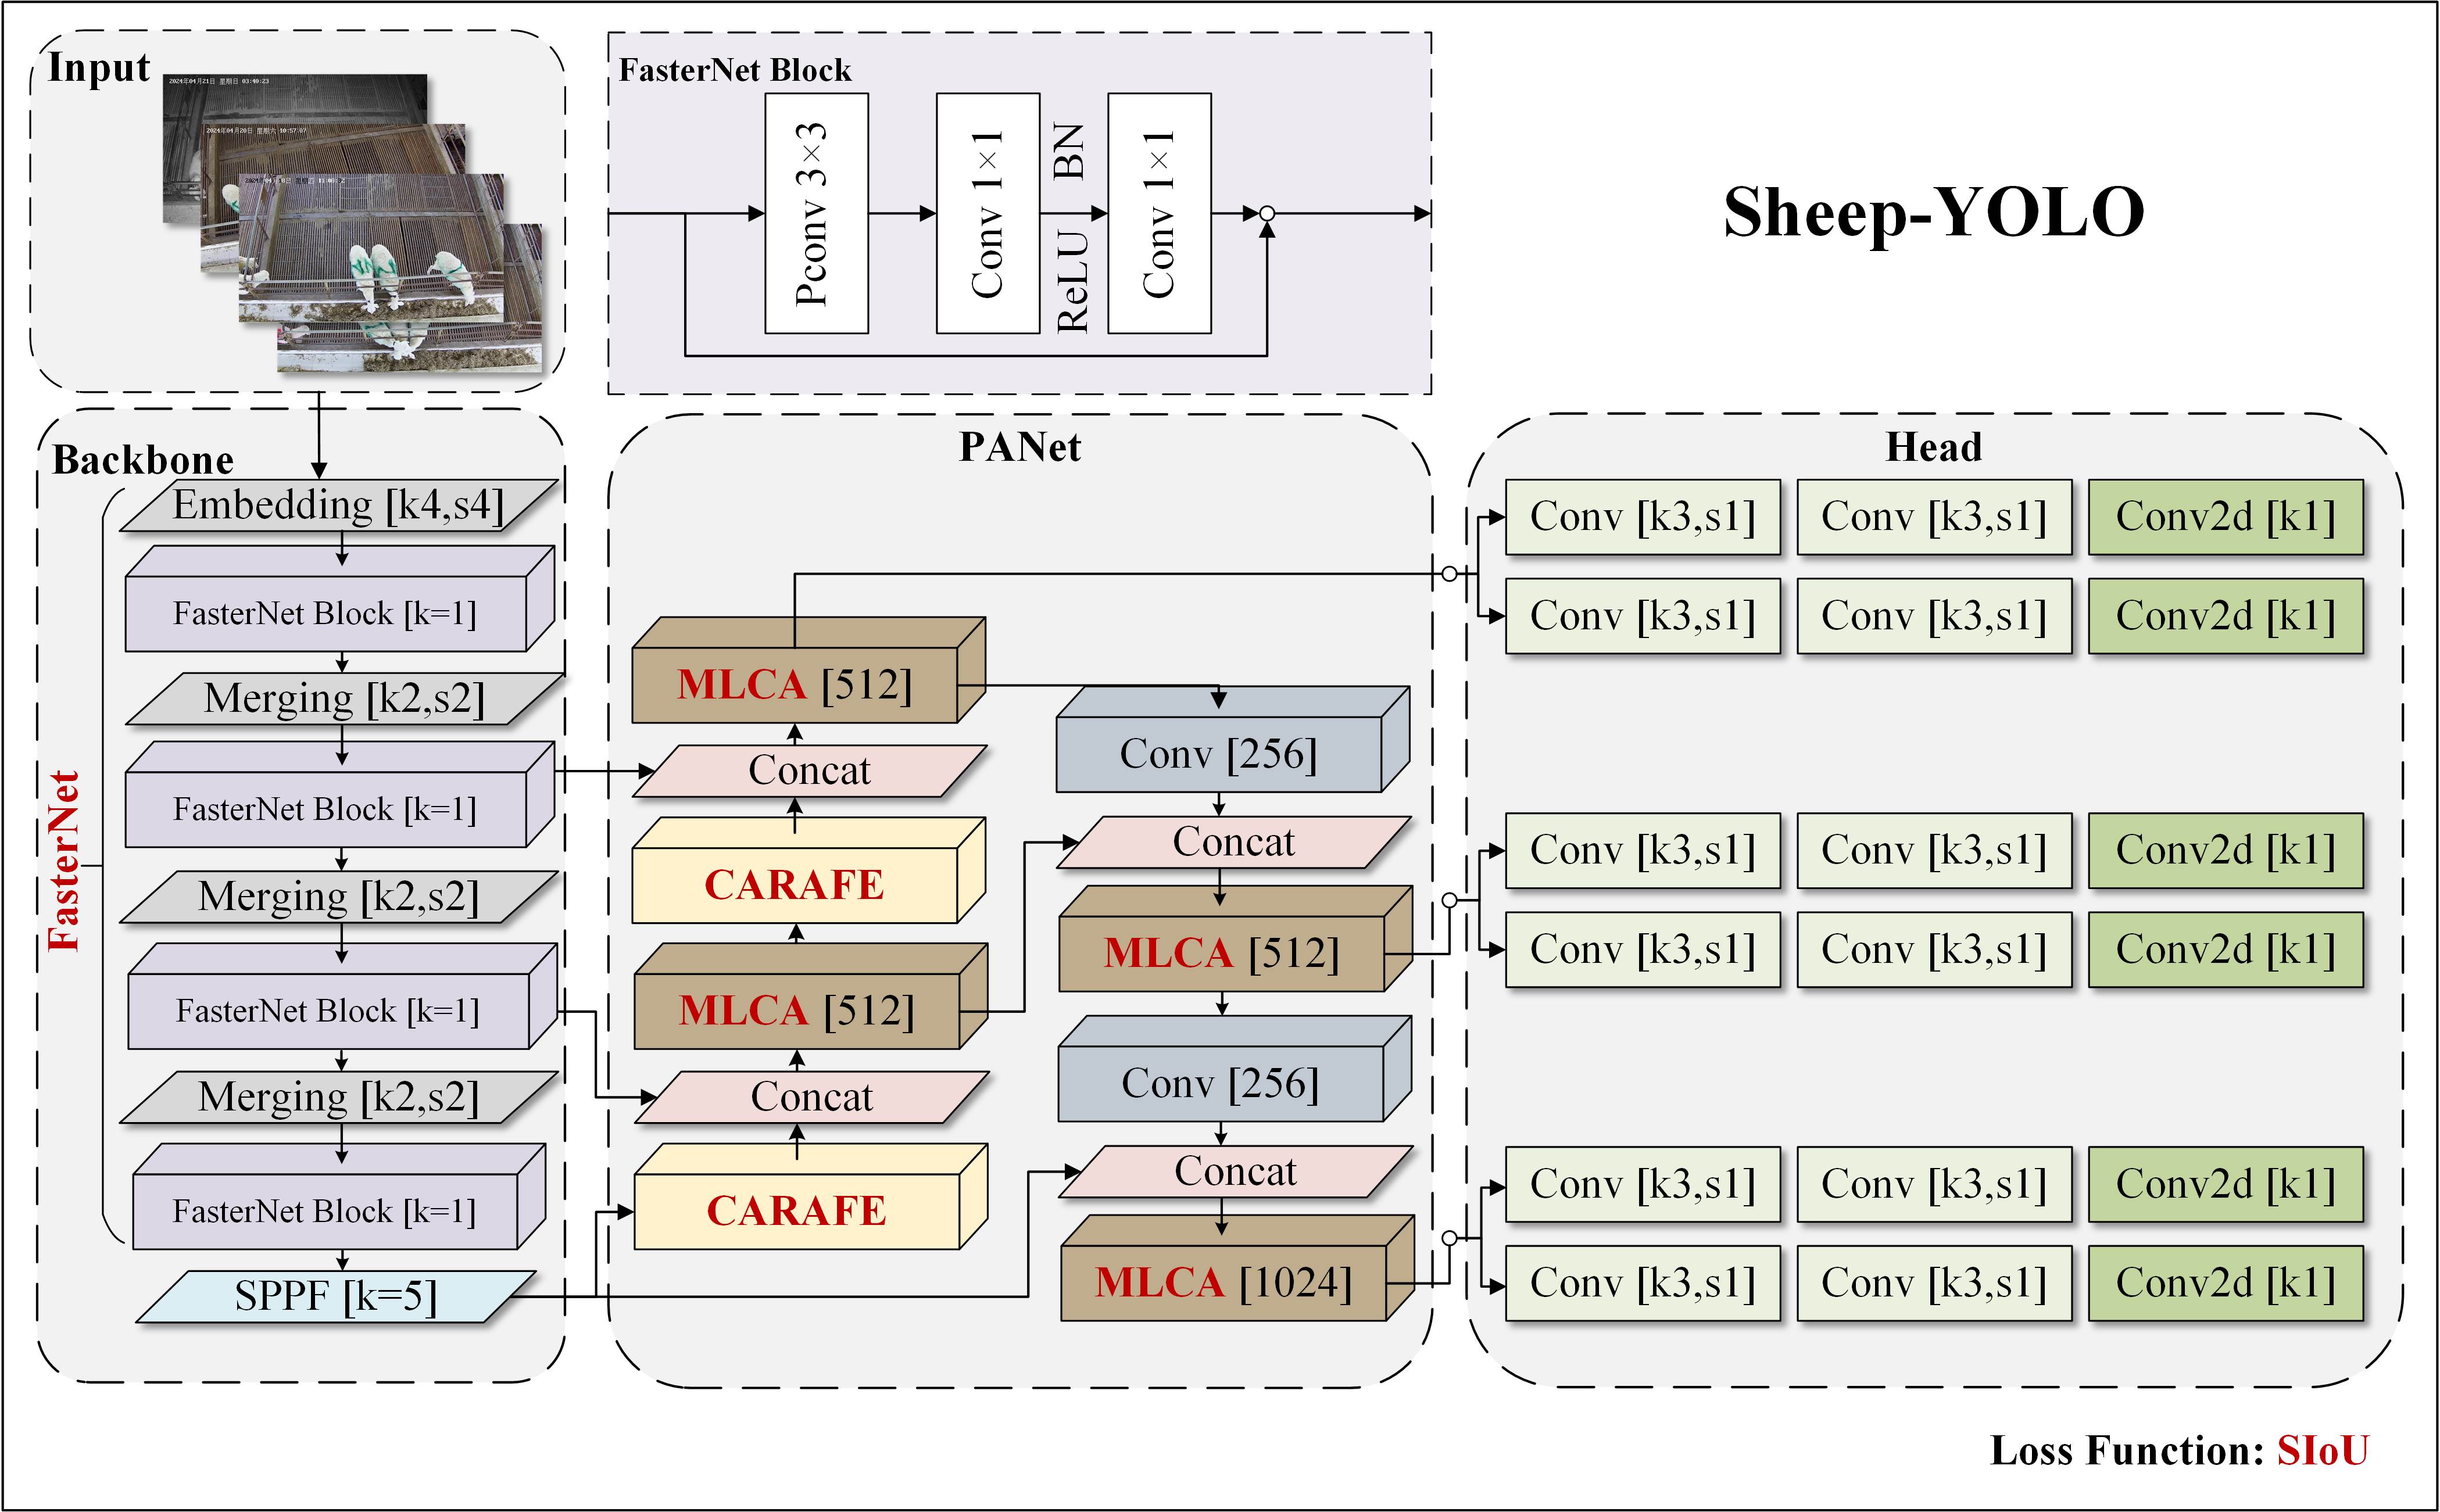 Input
2024年04月21日 星期日 03:40:23
2024年04月20日 星期六 10:57:07
FasterNet Block
Pconv 3×3
Conv 1×1
BN
ReLU
Conv 1×1
Sheep-YOLO
Backbone
FasterNet
Embedding [k4,s4]
FasterNet Block [k=1]
Merging [k2,s2]
FasterNet Block [k=1]
Merging [k2,s2]
FasterNet Block [k=1]
Merging [k2,s2]
FasterNet Block [k=1]
SPPF [k=5]
PANet
MLCA [512]
Concat
CARAFE
MLCA [512]
Concat
CARAFE
Conv [256]
Concat
MLCA [512]
Conv [256]
Concat
MLCA [1024]
Head
Conv [k3,s1] Conv [k3,s1] Conv2d [k1]
Conv [k3,s1] Conv [k3,s1] Conv2d [k1]
Conv [k3,s1] Conv [k3,s1] Conv2d [k1]
Conv [k3,s1] Conv [k3,s1] Conv2d [k1]
Conv [k3,s1] Conv [k3,s1] Conv2d [k1]
Conv [k3,s1] Conv [k3,s1] Conv2d [k1]
Loss Function: SIoU